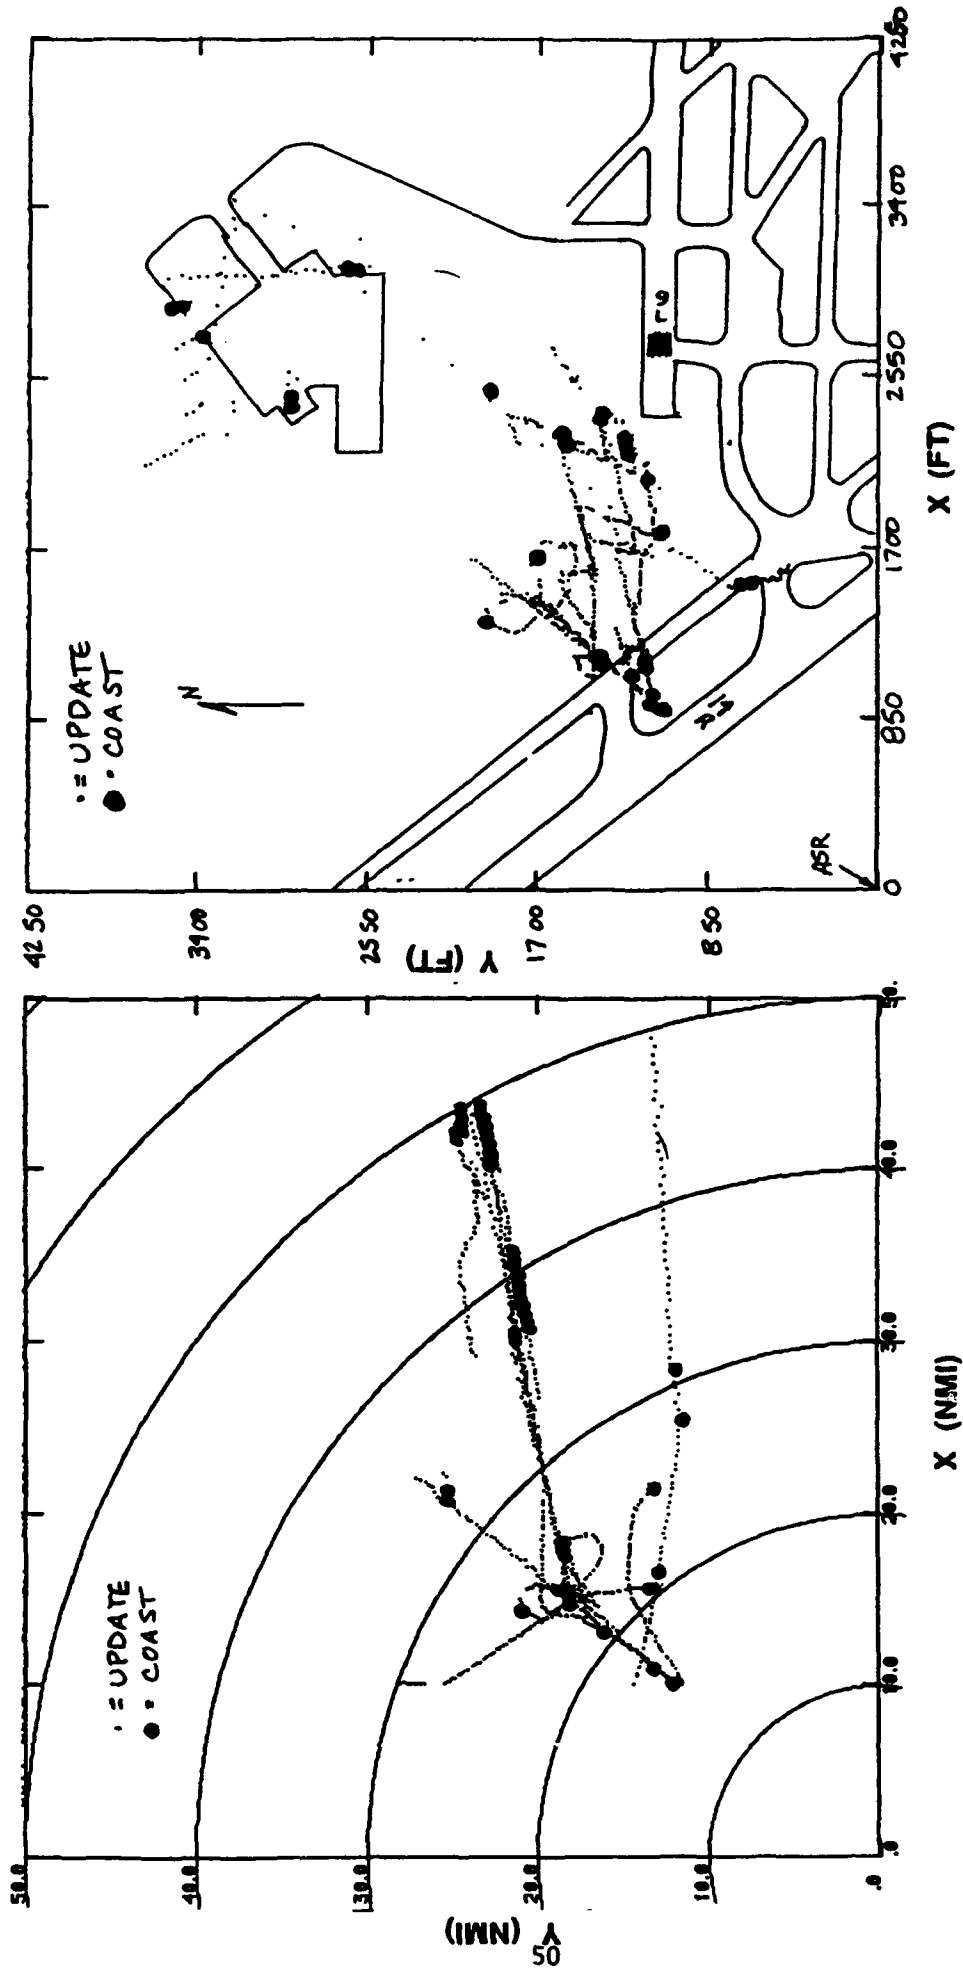 . = UPDATE
● = COAST
50.0
40.0
30.0
20.0
10.0
.0
Y (NMI)
10.0
20.0
30.0
40.0
50.
X (NMI)
. = UPDATE
● • COAST
N
ASR
4250
3400
2550
1700
850
0
Y (FT)
850
1700
2550
3400
4250
X (FT)
50